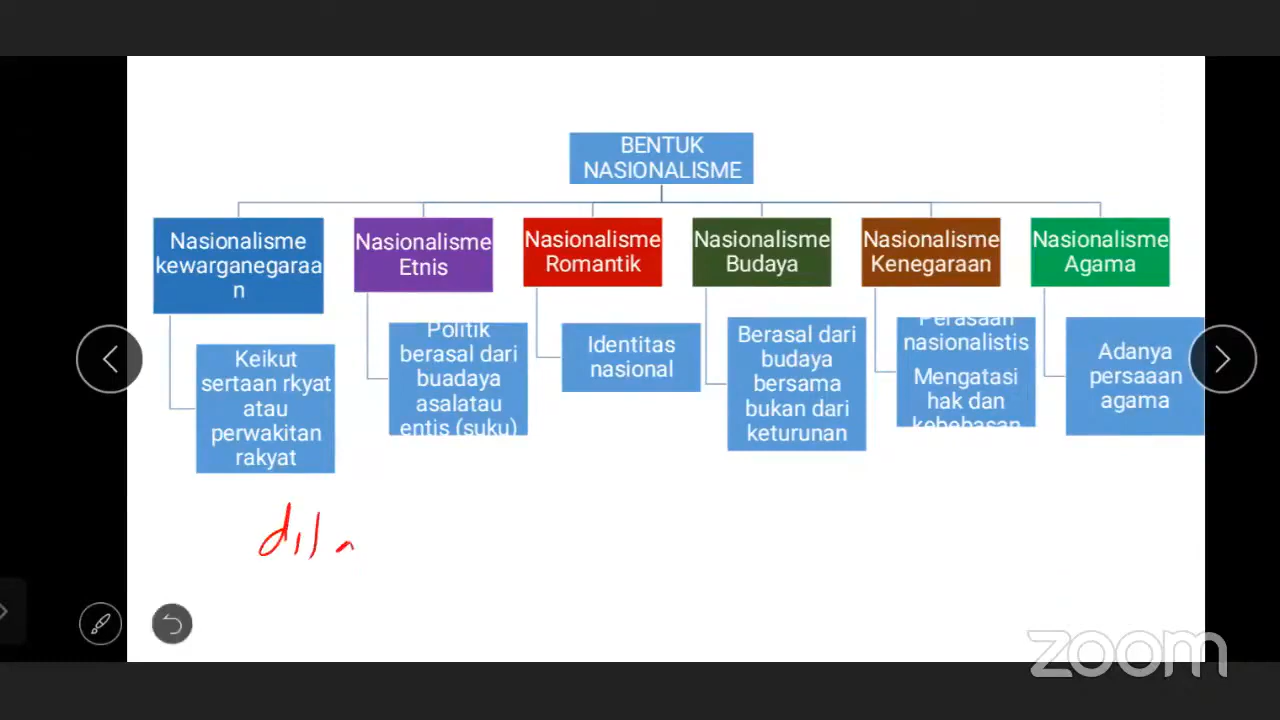 BENTUK
NASIONALISME
Nasionalisme
kewarganegaraa
n
Keikut
sertaan rkyat
atau
perwakitan
rakyat
Nasionalisme
Etnis
Politik
berasal dari
buadaya
asalatau
entis (suku)
Nasionalisme
Romantik
Identitas
nasional
Nasionalisme
Budaya
Berasal dari
budaya
bersama
bukan dari
keturunan
Nasionalisme
Kenegaraan
Perasaan
nasionalistis
Mengatasi
hak dan
kebebasan
Nasionalisme
Agama
Adanya
persaaan
agama
zoom